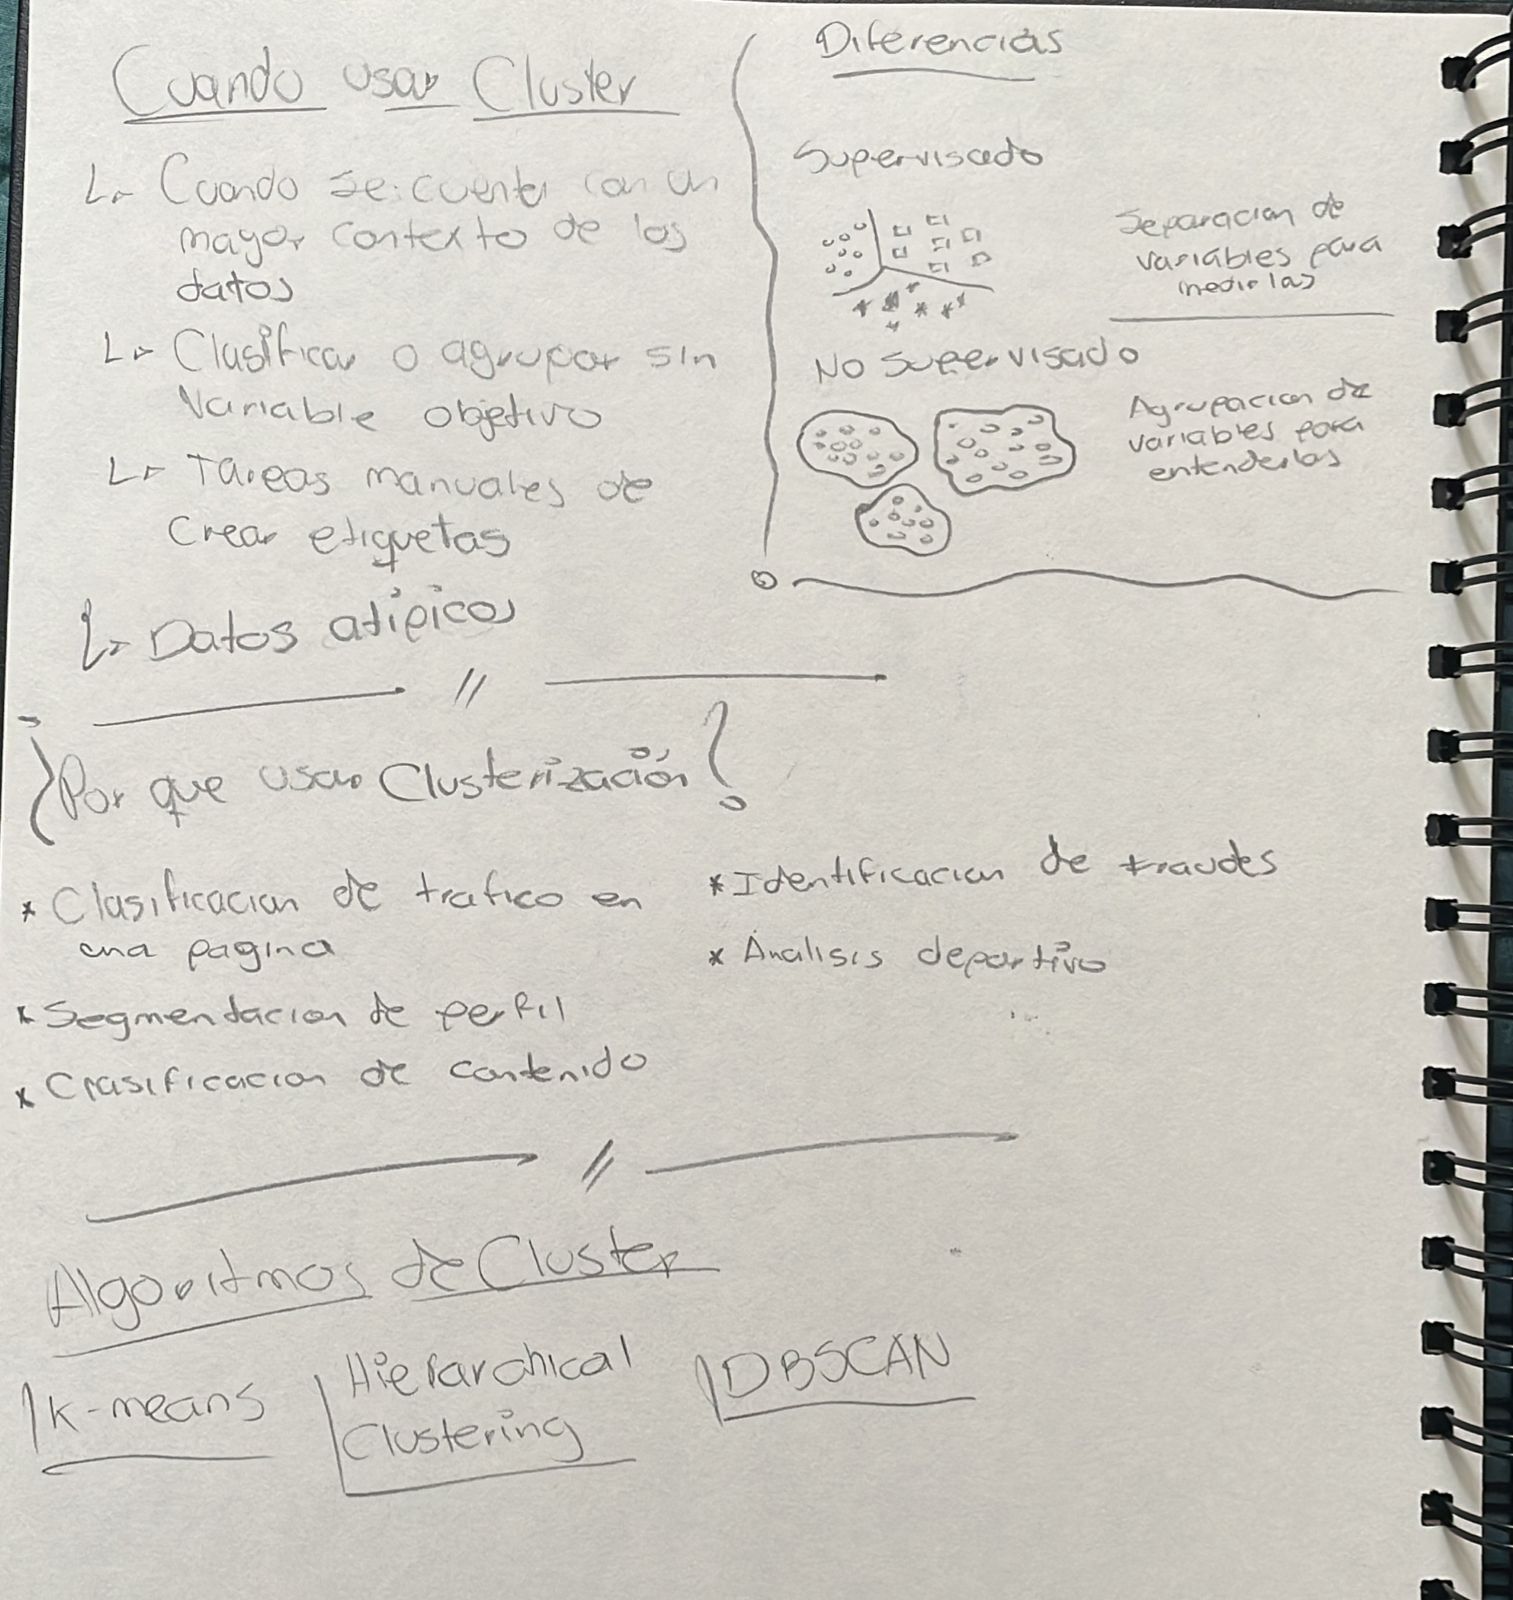 Cuando usar Cluster
Cuando se cuenta con un
mayor contexto de los
datos
Clasificar o agrupar sin
Variable objetivo
Tareas manuales de
Crear etiquetas
Datos atipicos
Diferencias
Supervisado
Separacion de
variables para
medirlas
No Supervisado
Agrupacion de
variables para
entenderlas
¿Por que usar Clusterización?
* Clasificacion de trafico en
una pagina
* Segmentacion de perfil
* Clasificacion de contenido
* Identificacion de fraudes
* Analisis deportivo
Algoritmos de Cluster
K-means
Hierarchical
Clustering
DBSCAN